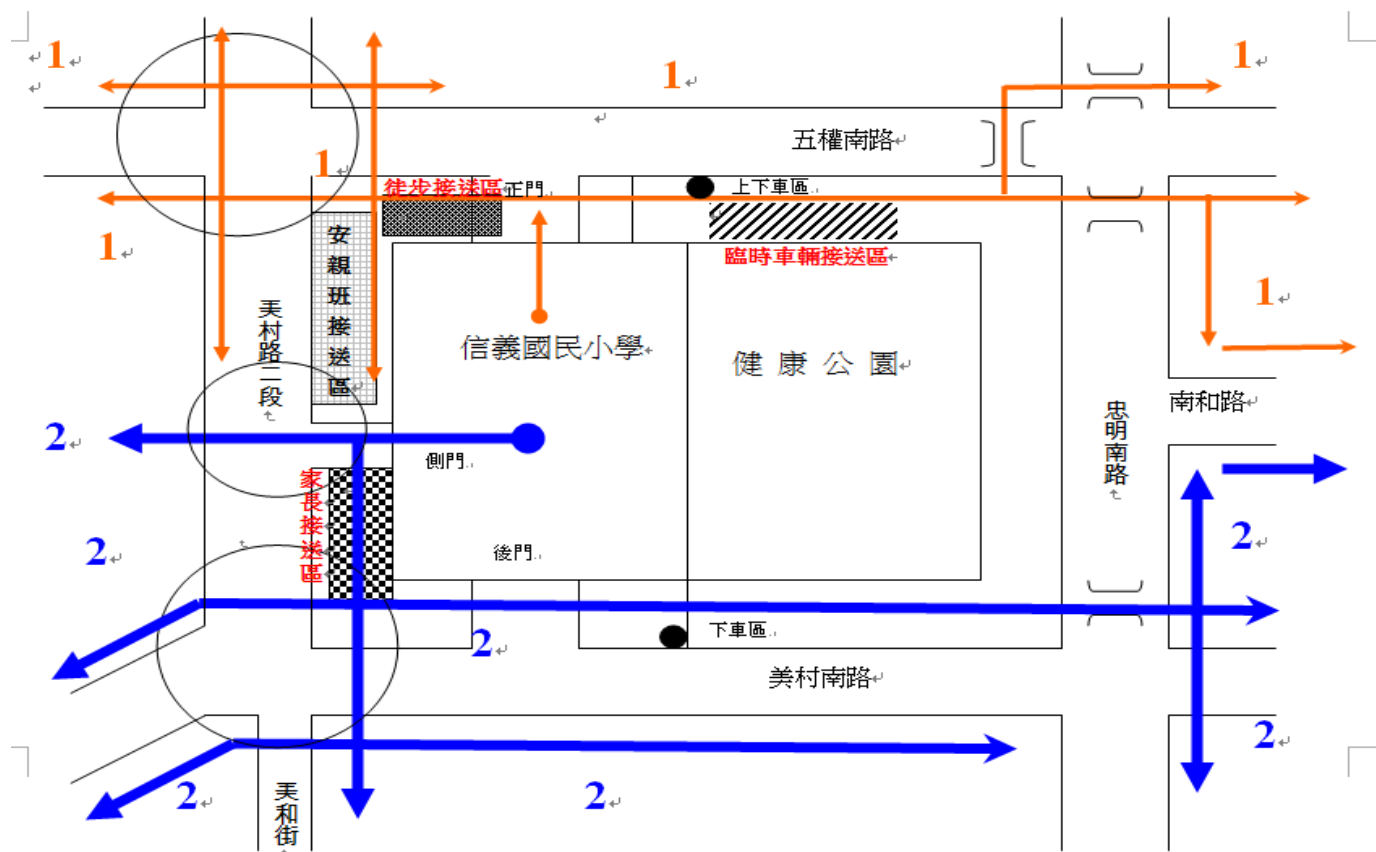 1
1
1
五權南路
1
徒步接送區
正門
上下車區
1
安親班接送區
臨時車輛接送區
1
美村路二段
信義國民小學
健康公園
忠明南路
南和路
2
側門
家長接送區
2
後門
2
下車區
2
美村南路
2
2
2
美和街